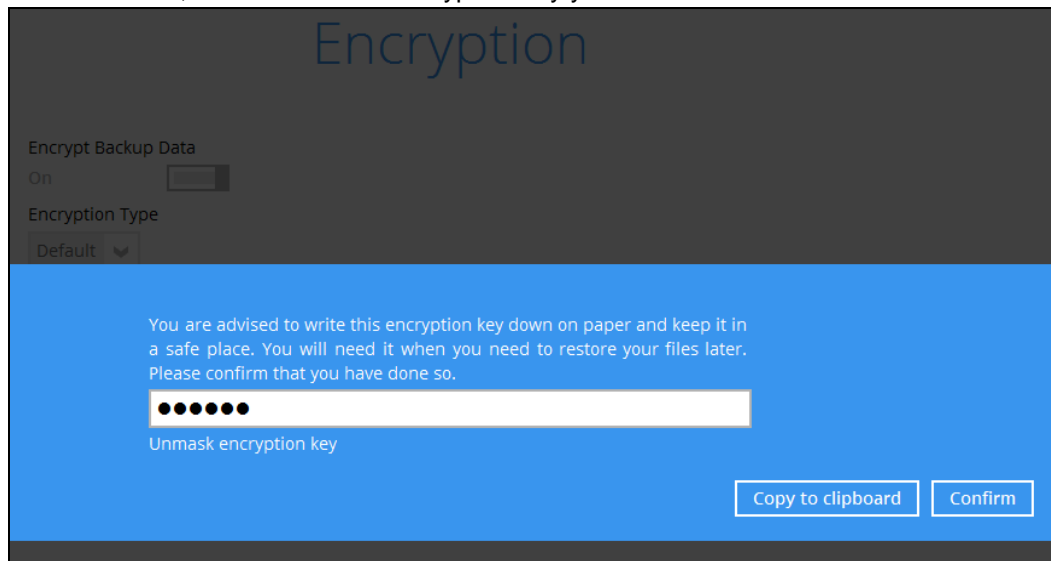 Encryption
Encrypt Backup Data
On
Encryption Type
Default
You are advised to write this encryption key down on paper and keep it in
a safe place. You will need it when you need to restore your files later.
Please confirm that you have done so.
Unmask encryption key
Copy to clipboard Confirm